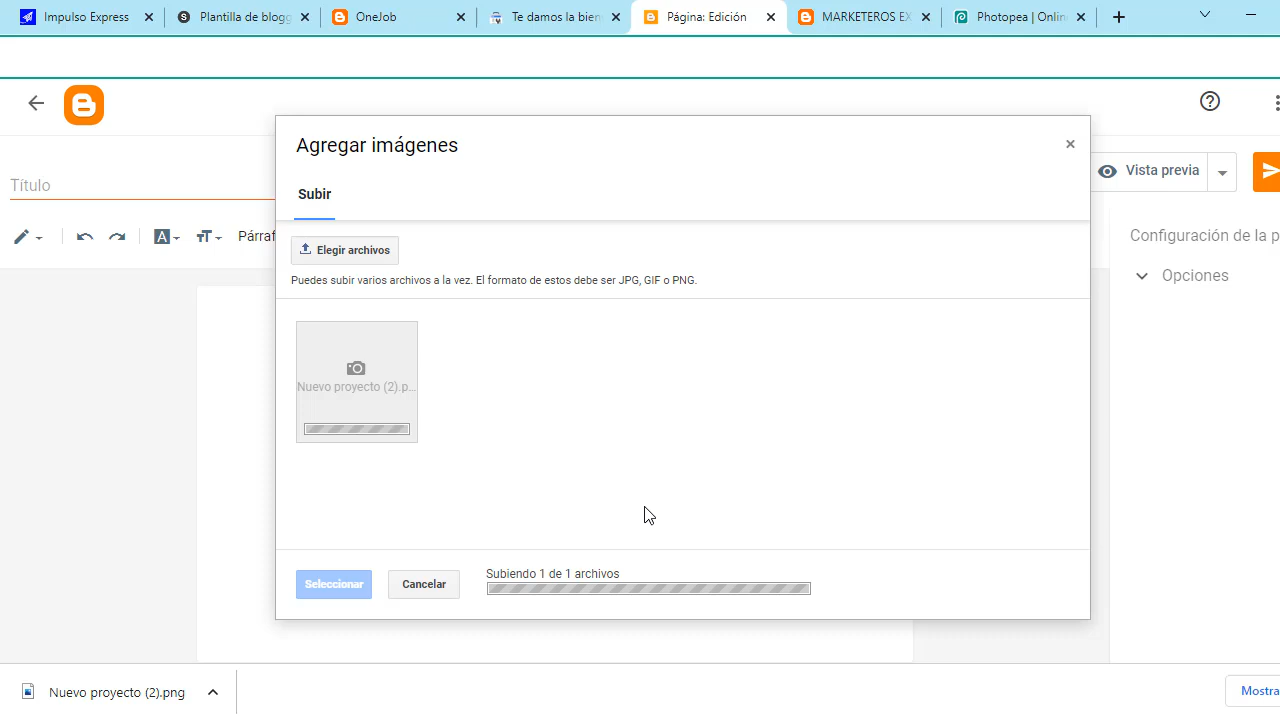 Impulso Express
Plantilla de blogg
OneJob
Te damos la bien
Página: Edición
MARKETEROS EX
Photopea | Onlin
Agregar imágenes
Subir
Vista previa
Título
Párraf
Elegir archivos
Configuración de la p
Puedes subir varios archivos a la vez. El formato de estos debe ser JPG, GIF o PNG.
Opciones
Nuevo proyecto (2).p...
Subiendo 1 de 1 archivos
Seleccionar
Cancelar
Nuevo proyecto (2).png
Mostra